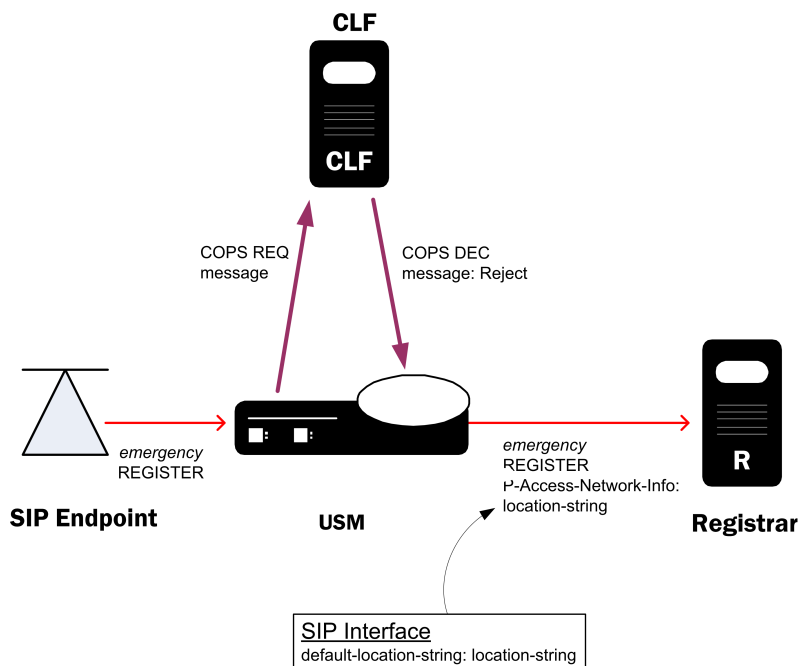 CLF
CLF
COPS REQ
message
COPS DEC
message: Reject
emergency
REGISTER
SIP Endpoint
USM
emergency
REGISTER
P-Access-Network-Info:
location-string
R
Registrar
SIP Interface
default-location-string: location-string